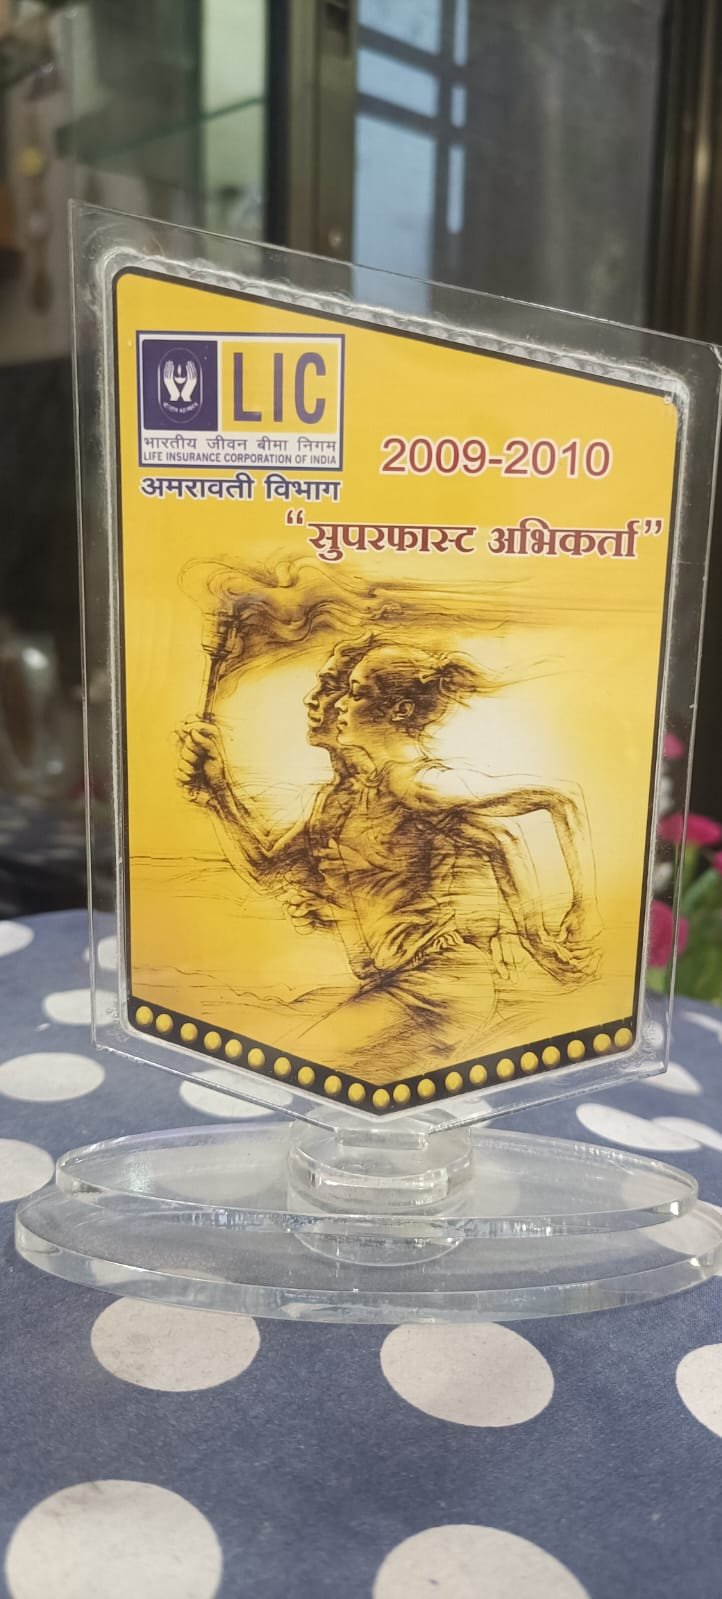 LIC
भारतीय जीवन बीमा निगम
LIFE INSURANCE CORPORATION OF INDIA
अमरावती विभाग
2009-2010
“सुपरफास्ट अभिकर्ता”